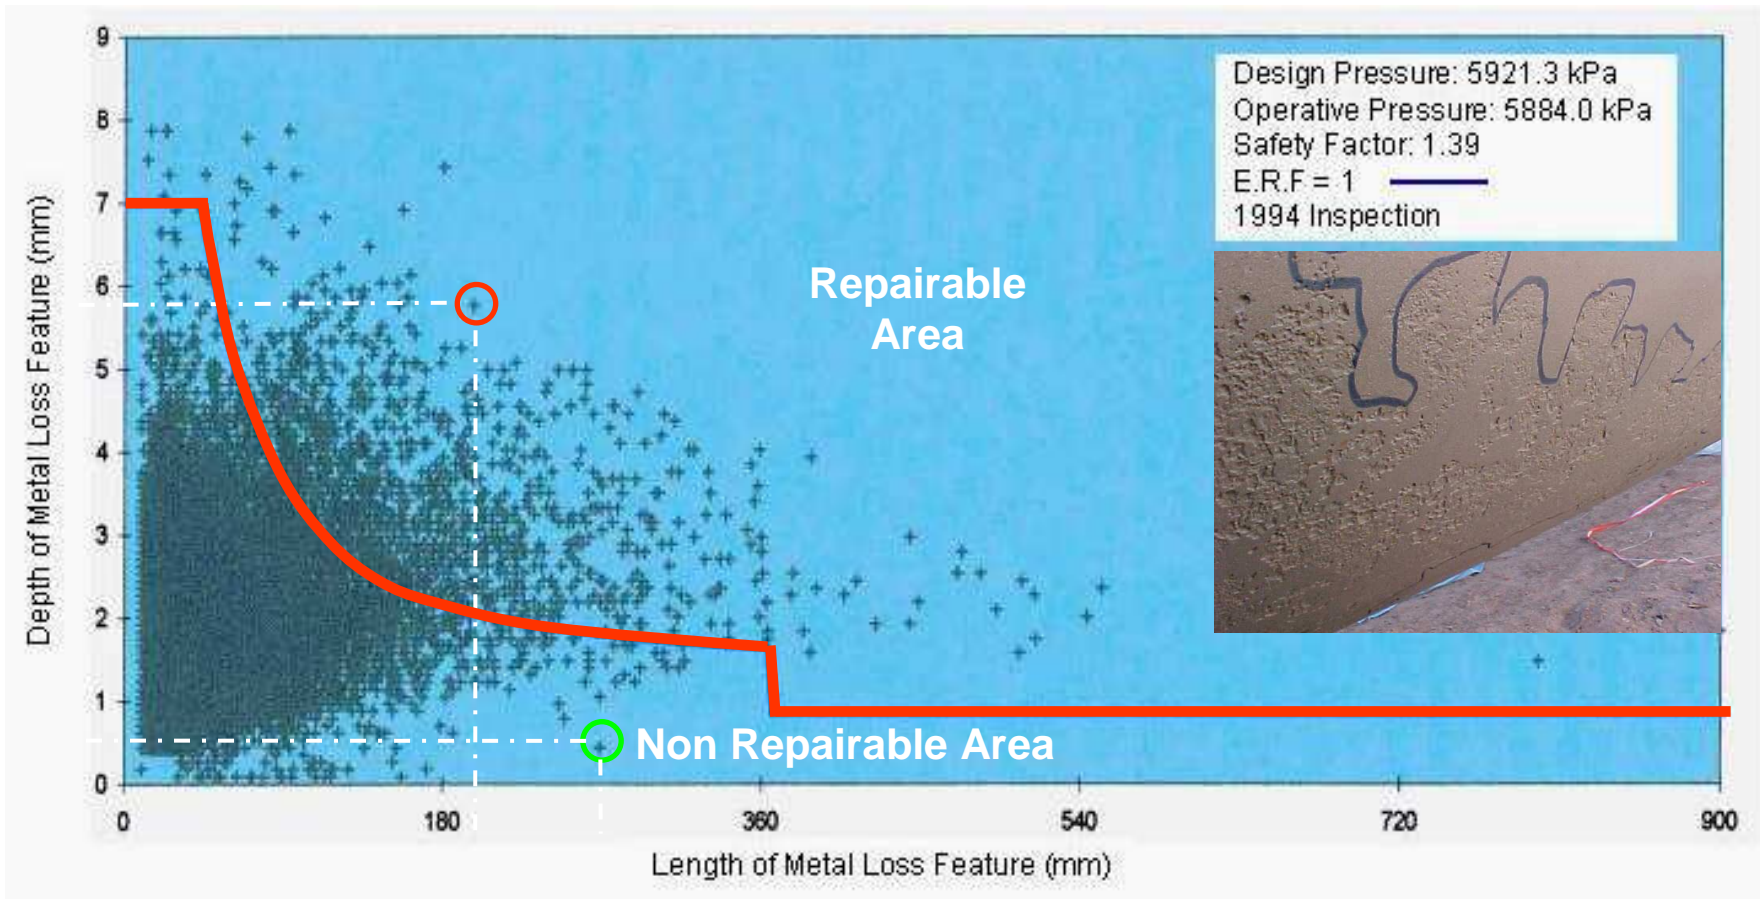 9
8
7
6
5
4
3
2
1
0
0 180 360 540 720 900
Depth of Metal Loss Feature (mm)
Length of Metal Loss Feature (mm)
Design Pressure: 5921.3 kPa
Operative Pressure: 5884.0 kPa
Safety Factor: 1.39
E.R.F = 1
1994 Inspection
Repairable
Area
Non Repairable Area